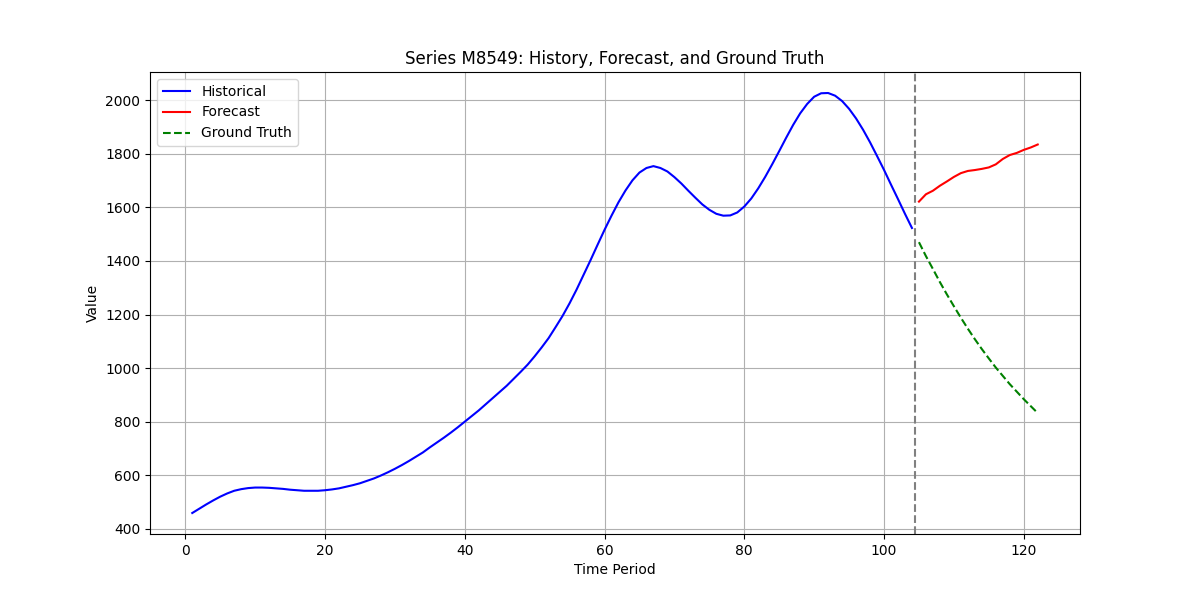 Series M8549: History, Forecast, and Ground Truth
Historical
Forecast
Ground Truth
2000
1800
1600
1400
1200
1000
800
600
400
Value
0 20 40 60 80 100 120
Time Period